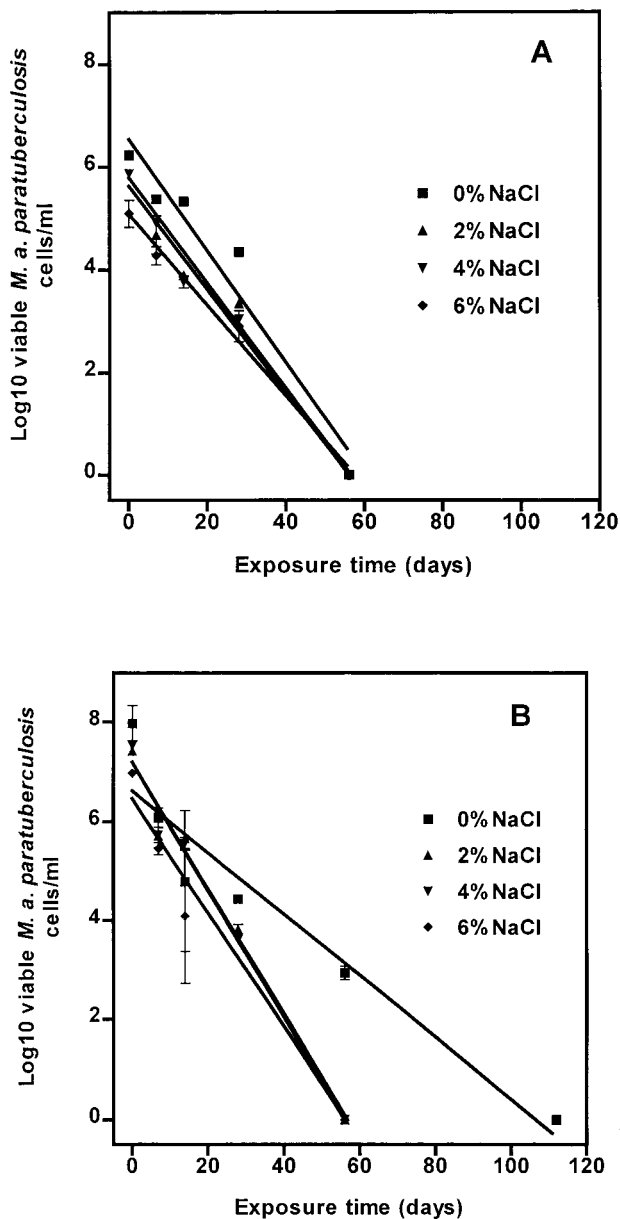 A
8
6
4
2
0
Log10 viable M. a. paratuberculosis
cells/ml
0% NaCl
2% NaCl
4% NaCl
6% NaCl
0 20 40 60 80 100 120
Exposure time (days)
B
8
6
4
2
0
Log10 viable M. a. paratuberculosis
cells/ml
0% NaCl
2% NaCl
4% NaCl
6% NaCl
0 20 40 60 80 100 120
Exposure time (days)